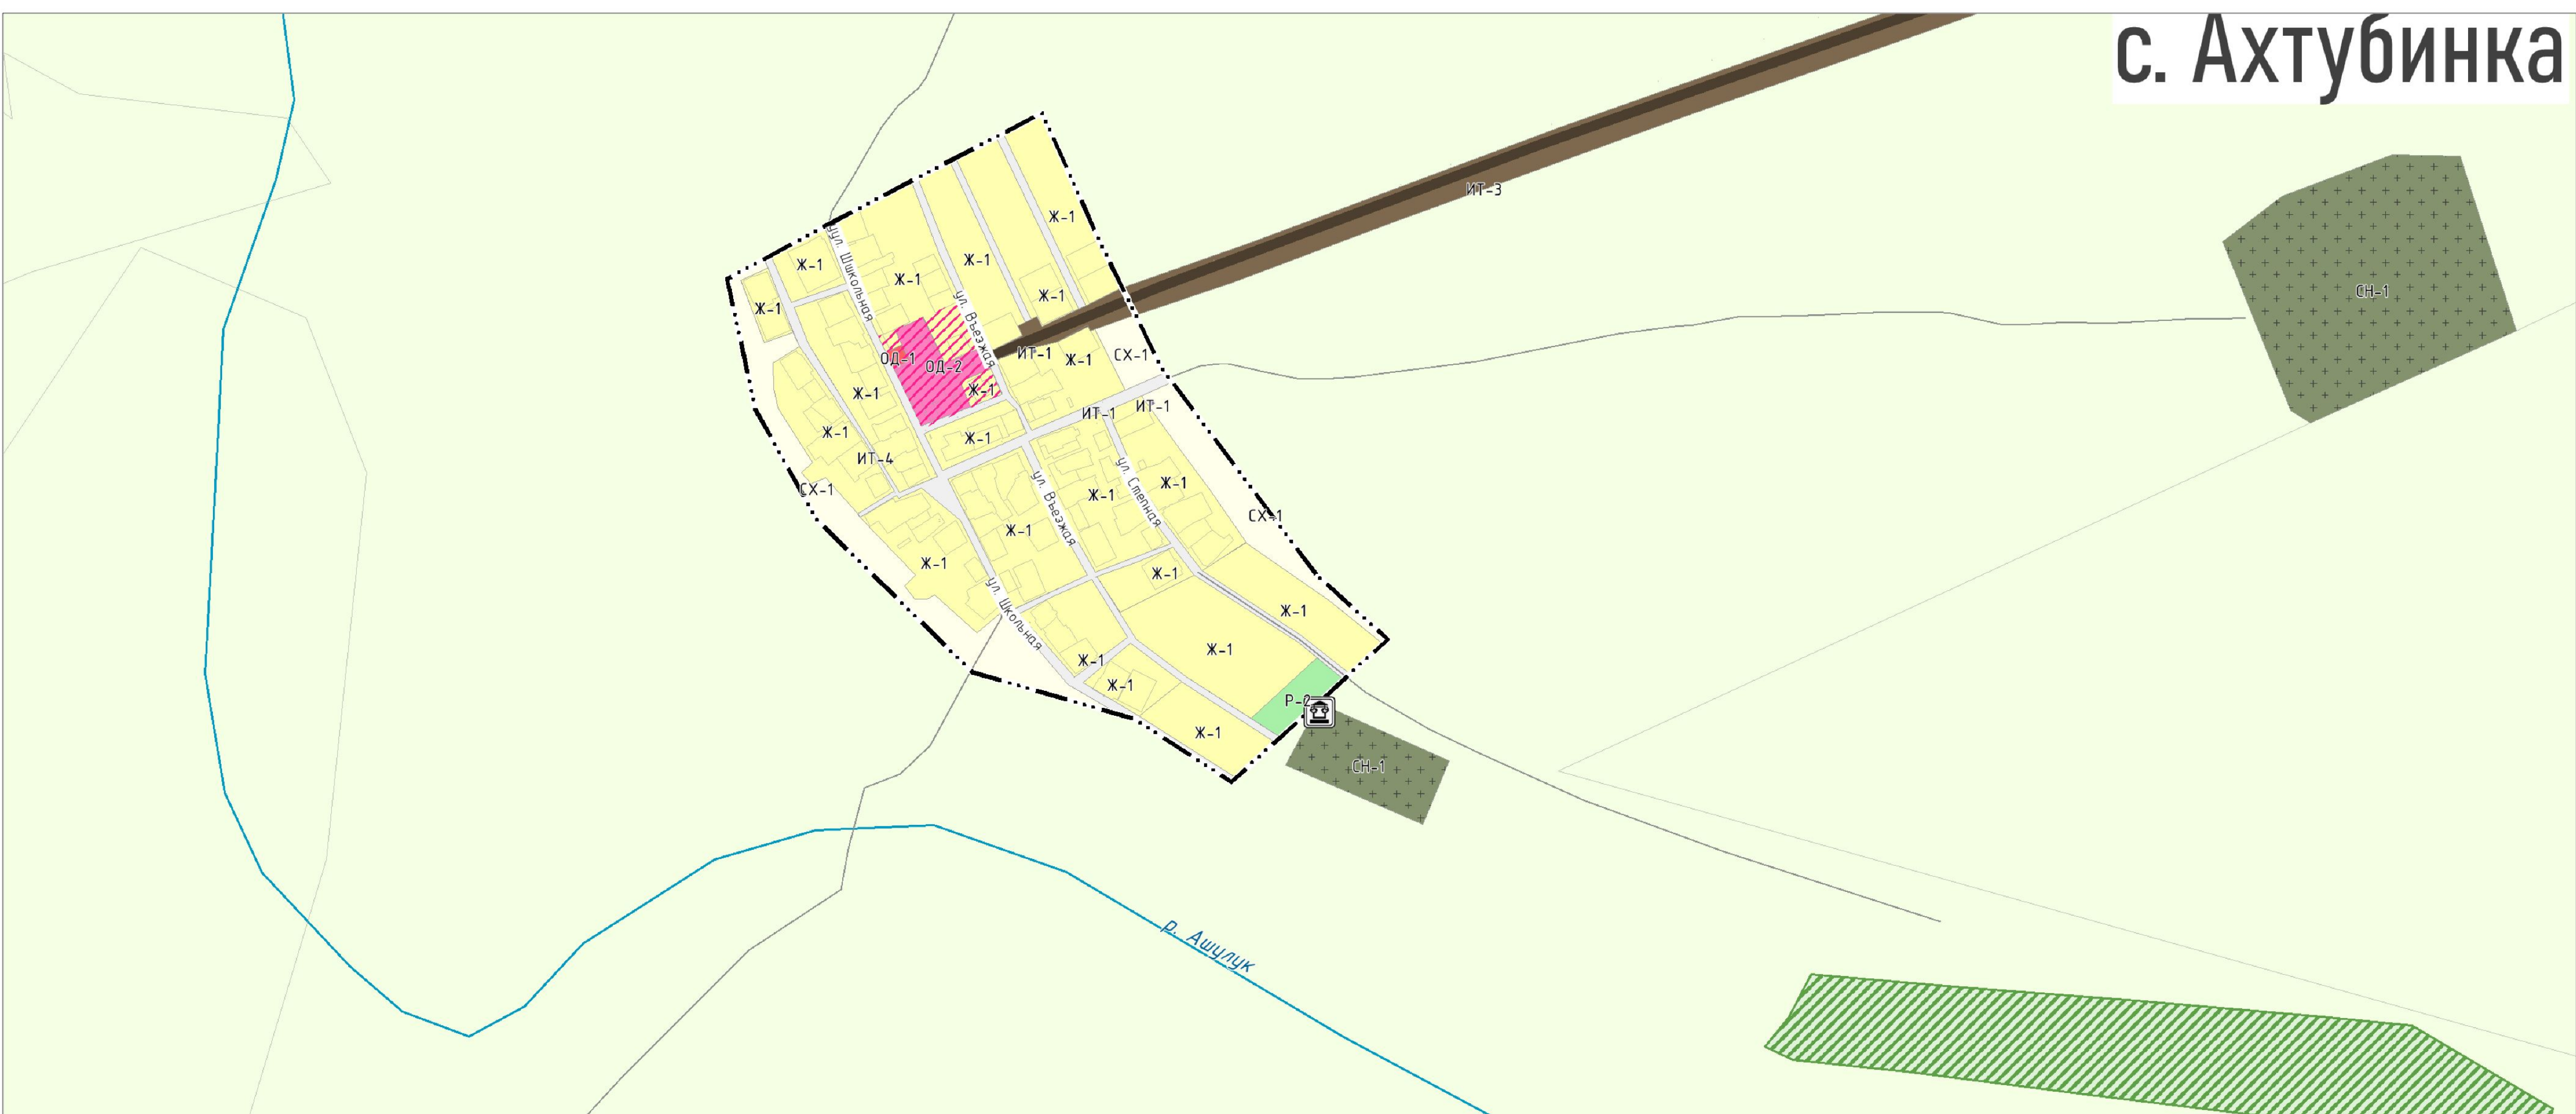 с. Ахтубинка
ИТ-3
Ж-1
Ж-1
Ж-1
Ж-1
СН-1
Ж-1
Ж-1
Ж-1
ул. Школьная
ул. Въезжая
ИТ-1
СХ-1
ОД-1
ОД-2
Ж-1
Ж-1
Ж-1
ИТ-1
ИТ-1
Ж-1
Ж-1
ИТ-4
СХ-1
Ж-1
Ж-1
ул. Степная
ул. Въезжая
СХ-1
Ж-1
Ж-1
Ж-1
Ж-1
ул. Школьная
Ж-1
Ж-1
Ж-1
Р-2
Ж-1
СН-1
р. Ашулук